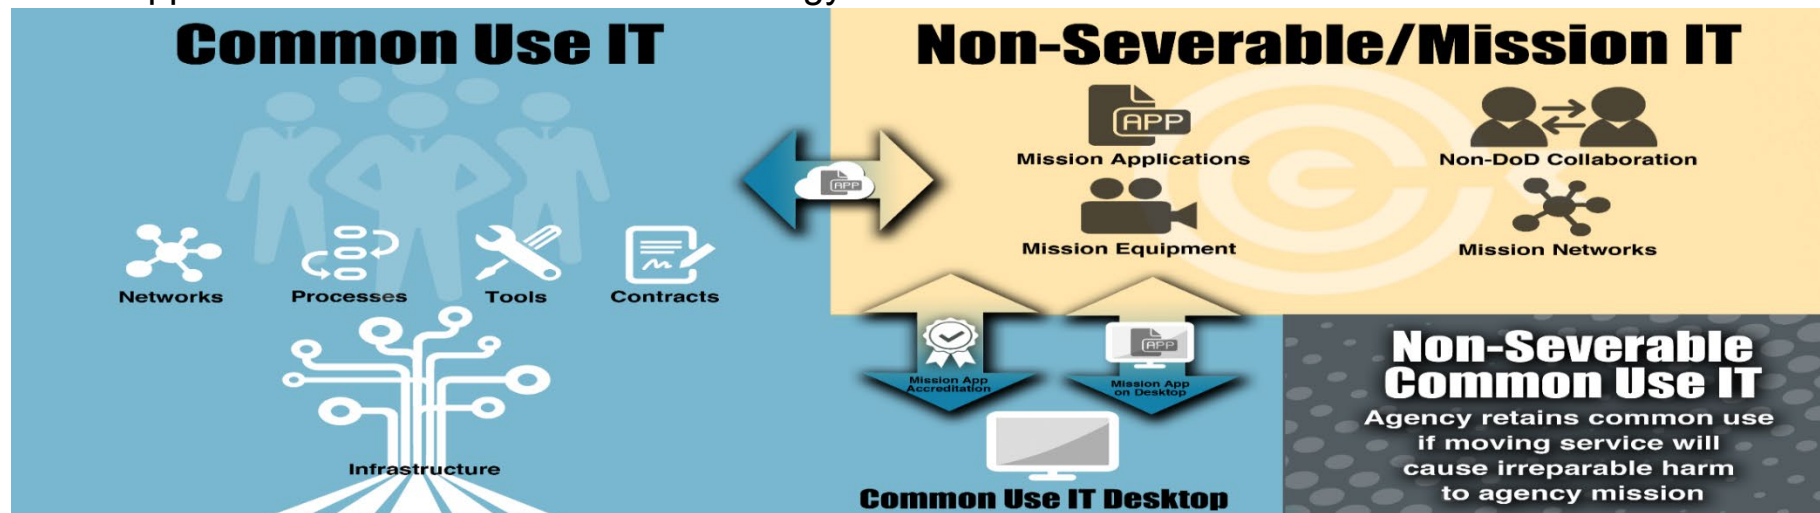 Common Use IT
Networks
Processes
Tools
Contracts
Infrastructure
Non-Severable/Mission IT
APP
Mission Applications
Non-DoD Collaboration
Mission Equipment
Mission Networks
APP
Mission App
Accreditation
APP
Mission App
on Desktop
Common Use IT Desktop
Non-Severable
Common Use IT
Agency retains common use
if moving service will
cause irreparable harm
to agency mission